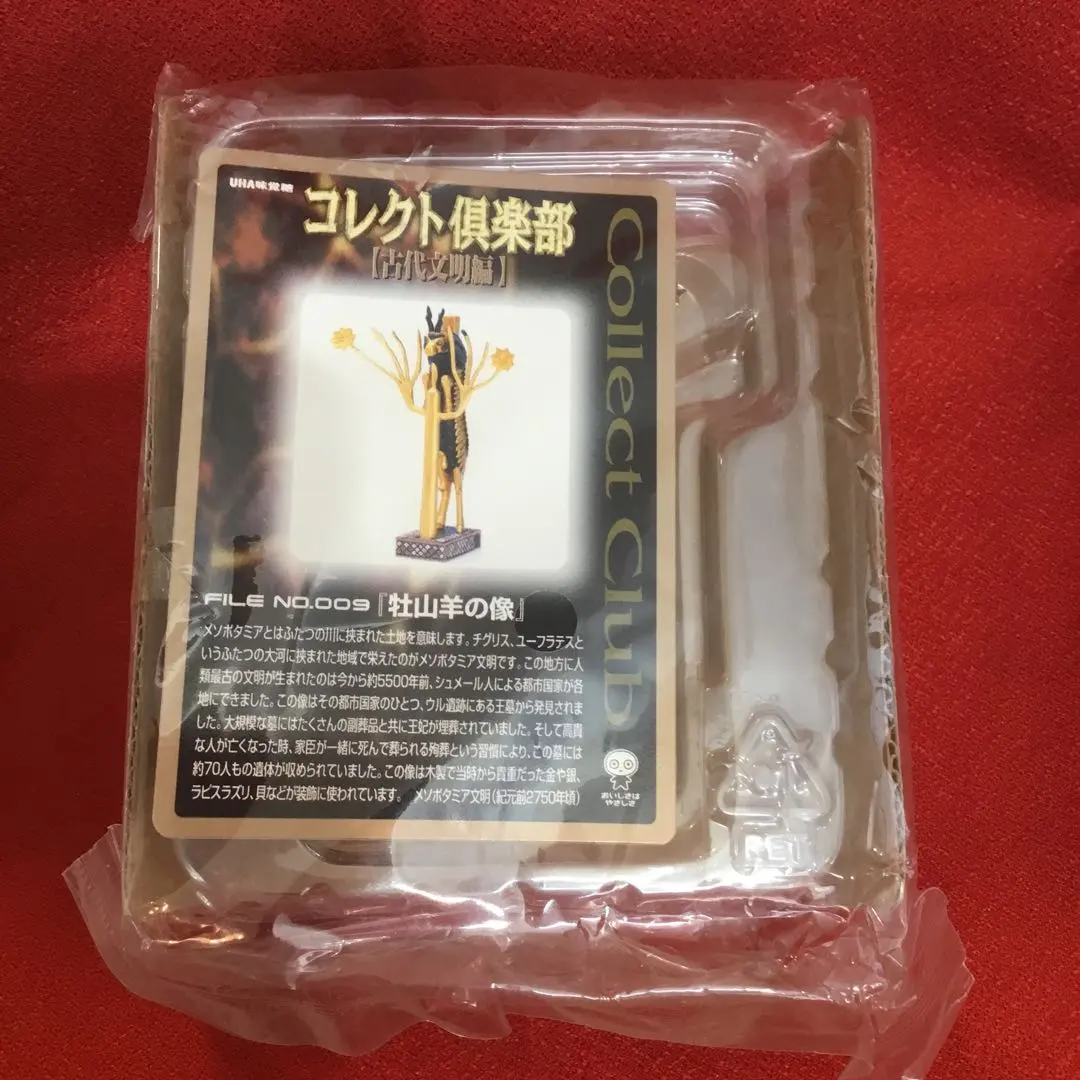 UHA味覚糖
コレクト倶楽部
【古代文明編】
Collect Club
FILE NO.009『牡山羊の像』
メソポタミアとはふたつの川に挟まれた土地を意味します。チグリス、ユーフラテスと
いうふたつの大河に挟まれた地域で栄えたのがメソポタミア文明です。この地方に人
類最古の文明が生まれたのは今から約5500年前、シュメール人による都市国家が各
地にできました。この像はその都市国家のひとつ、ウル遺跡にある王墓から発見されま
した。大規模な墓にはたくさんの副葬品と共に王妃が埋葬されていました。そして高貴
な人が亡くなった時、家臣が一緒に死んで葬られる殉葬という習慣により、この墓には
約70人もの遺体が収められていました。この像は木製で当時から貴重だった金や銀、
ラピスラズリ、貝などが装飾に使われています。 メソポタミア文明(紀元前2750年頃)
おいしさは
やさしさ
PET